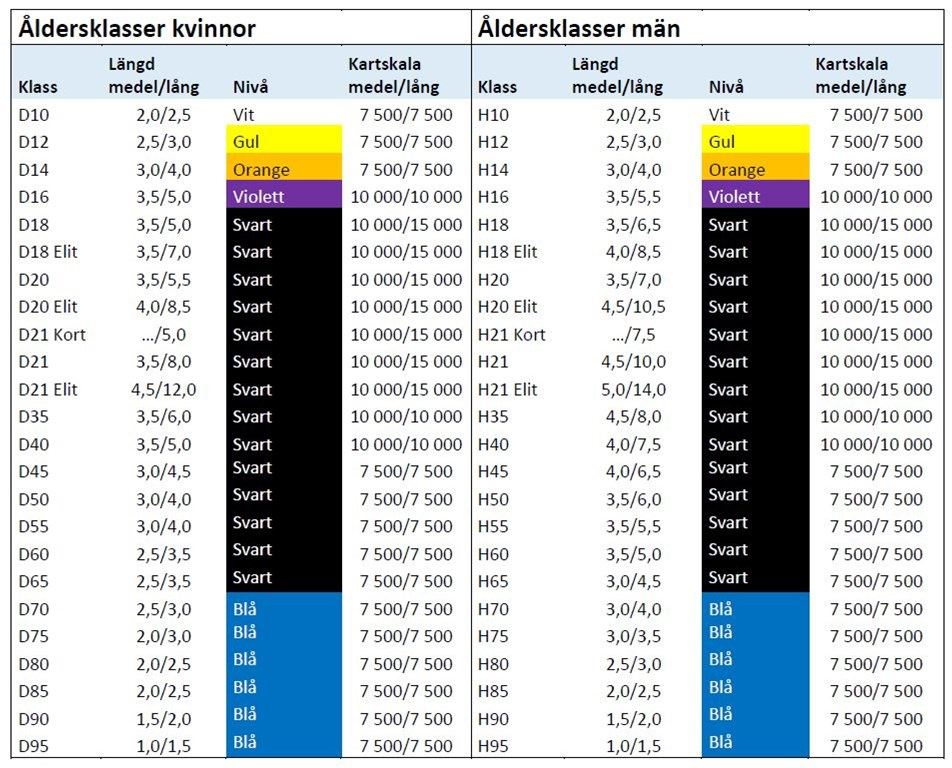 Åldersklasser kvinnor Åldersklasser män
Längd Kartskala Längd Kartskala
Klass medel/lång Nivå medel/lång Klass medel/lång Nivå medel/lång
D10 2,0/2,5 Vit 7 500/7 500 H10 2,0/2,5 Vit 7 500/7 500
D12 2,5/3,0 Gul 7 500/7 500 H12 2,5/3,0 Gul 7 500/7 500
D14 3,0/4,0 Orange 7 500/7 500 H14 3,0/4,0 Orange 7 500/7 500
D16 3,5/5,0 Violett 10 000/10 000 H16 3,5/5,5 Violett 10 000/10 000
D18 3,5/5,0 Svart 10 000/15 000 H18 3,5/6,5 Svart 10 000/15 000
D18 Elit 3,5/7,0 Svart 10 000/15 000 H18 Elit 4,0/8,5 Svart 10 000/15 000
D20 3,5/5,5 Svart 10 000/15 000 H20 3,5/7,0 Svart 10 000/15 000
D20 Elit 4,0/8,5 Svart 10 000/15 000 H20 Elit 4,5/10,5 Svart 10 000/15 000
D21 Kort .../5,0 Svart 10 000/15 000 H21 Kort .../7,5 Svart 10 000/15 000
D21 3,5/8,0 Svart 10 000/15 000 H21 4,5/10,0 Svart 10 000/15 000
D21 Elit 4,5/12,0 Svart 10 000/15 000 H21 Elit 5,0/14,0 Svart 10 000/15 000
D35 3,5/6,0 Svart 10 000/10 000 H35 4,5/8,0 Svart 10 000/10 000
D40 3,5/5,0 Svart 10 000/10 000 H40 4,0/7,5 Svart 10 000/10 000
D45 3,0/4,5 Svart 7 500/7 500 H45 4,0/6,5 Svart 7 500/7 500
D50 3,0/4,0 Svart 7 500/7 500 H50 3,5/6,0 Svart 7 500/7 500
D55 3,0/4,0 Svart 7 500/7 500 H55 3,5/5,5 Svart 7 500/7 500
D60 2,5/3,5 Svart 7 500/7 500 H60 3,5/5,0 Svart 7 500/7 500
D65 2,5/3,5 Svart 7 500/7 500 H65 3,0/4,5 Svart 7 500/7 500
D70 2,5/3,0 Blå 7 500/7 500 H70 3,0/4,0 Blå 7 500/7 500
D75 2,0/3,0 Blå 7 500/7 500 H75 3,0/3,5 Blå 7 500/7 500
D80 2,0/2,5 Blå 7 500/7 500 H80 2,5/3,0 Blå 7 500/7 500
D85 2,0/2,5 Blå 7 500/7 500 H85 2,0/2,5 Blå 7 500/7 500
D90 1,5/2,0 Blå 7 500/7 500 H90 1,5/2,0 Blå 7 500/7 500
D95 1,0/1,5 Blå 7 500/7 500 H95 1,0/1,5 Blå 7 500/7 500